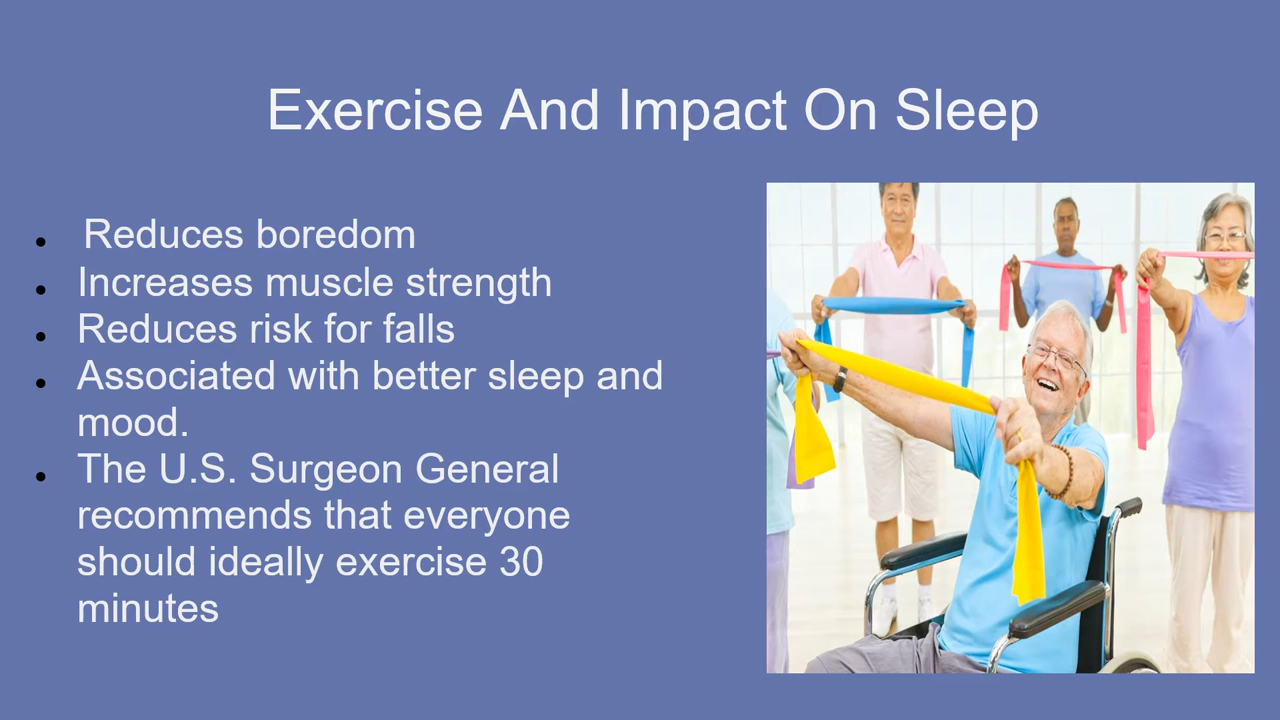 Exercise And Impact On Sleep
Reduces boredom
Increases muscle strength
Reduces risk for falls
Associated with better sleep and
mood.
The U.S. Surgeon General
recommends that everyone
should ideally exercise 30
minutes